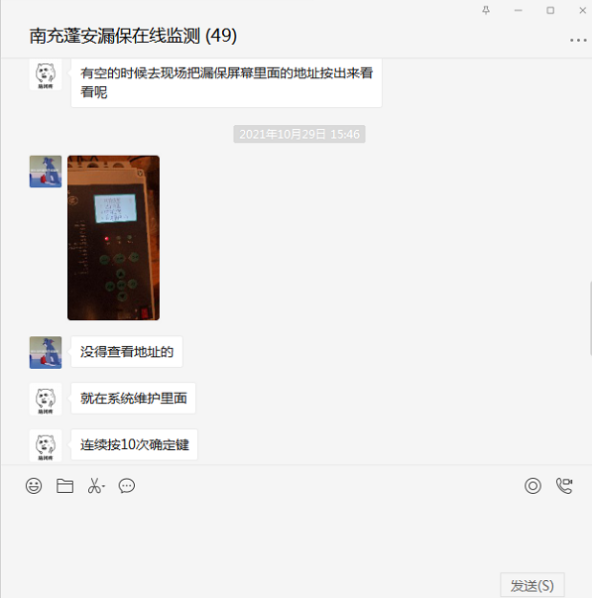 南充蓬安漏保在线监测 (49)
有空的时候去现场把漏保屏幕里面的地址按出来看
看呢
2021年10月29日 15:46
没得查看地址的
就在系统维护里面
连续按10次确定键
发送(S)